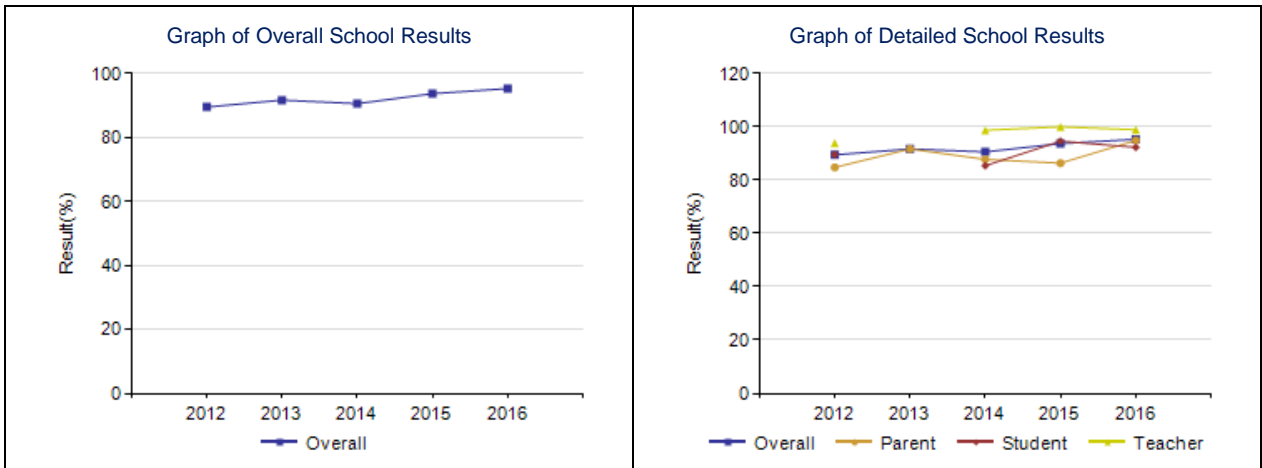 Graph of Overall School Results
100
80
60
40
20
0
Result(%)
2012 2013 2014 2015 2016
Overall
Graph of Detailed School Results
120
100
80
60
40
20
0
Result(%)
2012 2013 2014 2015 2016
Overall Parent Student Teacher